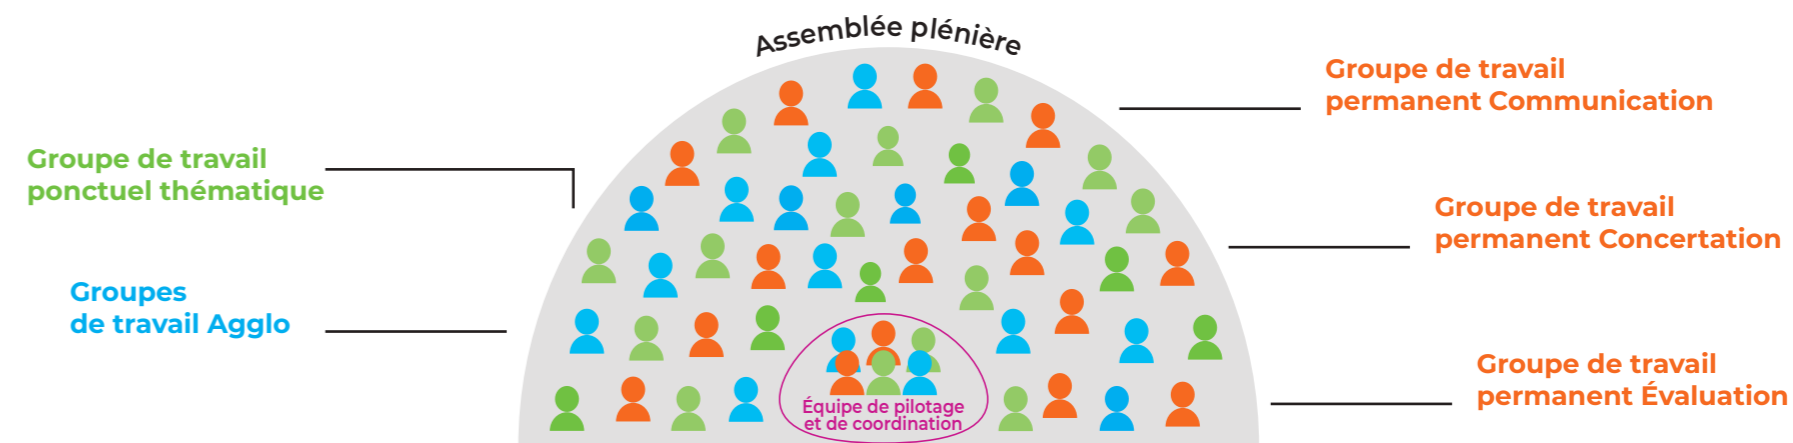 Assemblée plénière
Groupe de travail
ponctuel thématique
Groupes
de travail Agglo
Groupe de travail
permanent Communication
Groupe de travail
permanent Concertation
Groupe de travail
permanent Évaluation
Équipe de pilotage
et de coordination